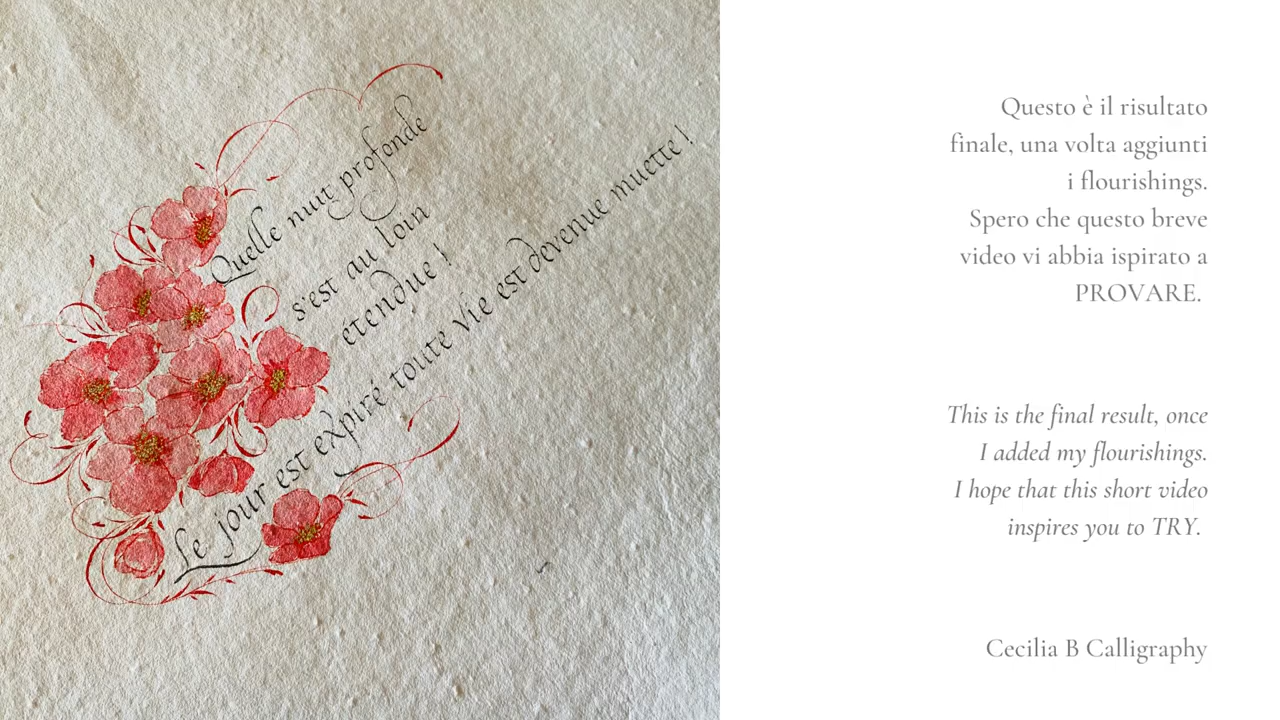 Quelle nuit profonde
s'est au loin
étendue !
Le jour est expiré toute vie est devenue muette !
Questo è il risultato
finale, una volta aggiunti
i flourishings.
Spero che questo breve
video vi abbia ispirato a
PROVARE.
This is the final result, once
I added my flourishings.
I hope that this short video
inspires you to TRY.
Cecilia B Calligraphy